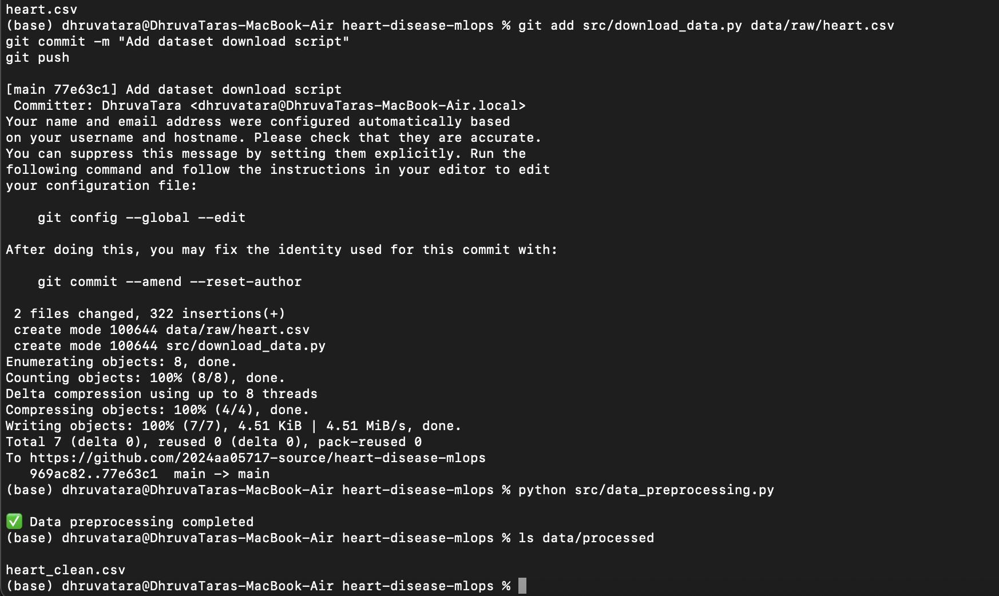 heart.csv
(base) dhruvatara@DhruvaTaras-MacBook-Air heart-disease-mlops % git add src/download_data.py data/raw/heart.csv
git commit -m "Add dataset download script"
git push
[main 77e63c1] Add dataset download script
 Committer: DhruvaTara <dhruvatara@DhruvaTaras-MacBook-Air.local>
Your name and email address were configured automatically based
on your username and hostname. Please check that they are accurate.
You can suppress this message by setting them explicitly. Run the
following command and follow the instructions in your editor to edit
your configuration file:
    git config --global --edit
After doing this, you may fix the identity used for this commit with:
    git commit --amend --reset-author
 2 files changed, 322 insertions(+)
 create mode 100644 data/raw/heart.csv
 create mode 100644 src/download_data.py
Enumerating objects: 8, done.
Counting objects: 100% (8/8), done.
Delta compression using up to 8 threads
Compressing objects: 100% (4/4), done.
Writing objects: 100% (7/7), 4.51 KiB | 4.51 MiB/s, done.
Total 7 (delta 0), reused 0 (delta 0), pack-reused 0
To https://github.com/2024aa05717-source/heart-disease-mlops
   969ac82..77e63c1  main -> main
(base) dhruvatara@DhruvaTaras-MacBook-Air heart-disease-mlops % python src/data_preprocessing.py
✅ Data preprocessing completed
(base) dhruvatara@DhruvaTaras-MacBook-Air heart-disease-mlops % ls data/processed
heart_clean.csv
(base) dhruvatara@DhruvaTaras-MacBook-Air heart-disease-mlops %